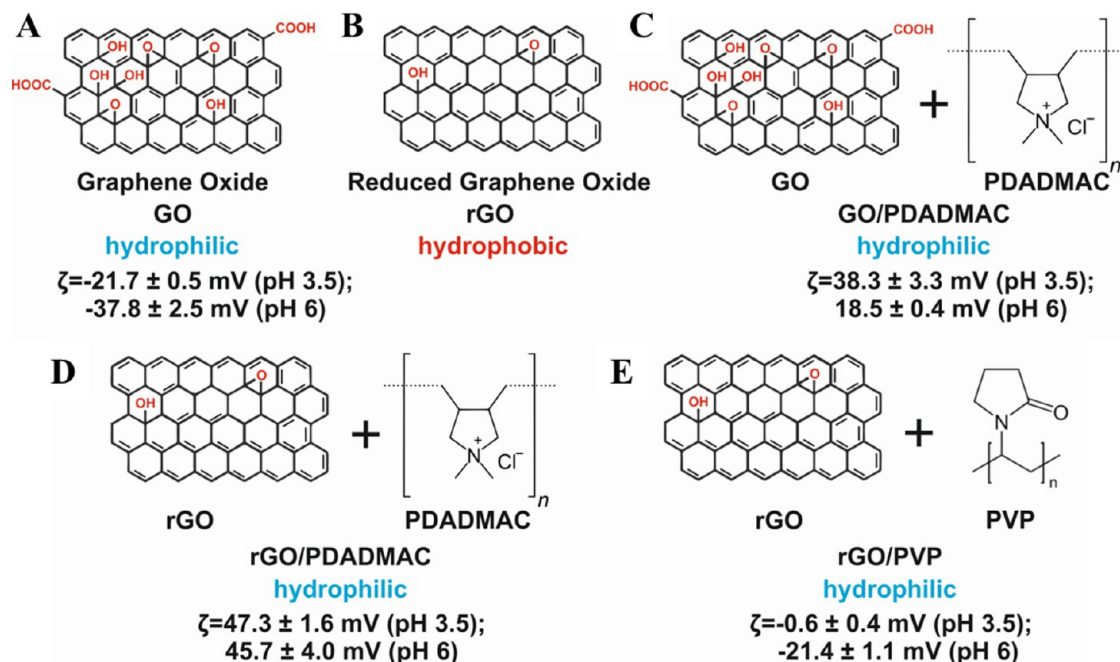 A
B
C
COOH
OH
O
O
OH
OH
OH
HOOC
O
OH
O
OH
COOH
OH
O
O
OH
OH
OH
HOOC
O
+
N
+
Cl−
n
Graphene Oxide
GO
hydrophilic
ζ=-21.7 ± 0.5 mV (pH 3.5);
-37.8 ± 2.5 mV (pH 6)
Reduced Graphene Oxide
rGO
hydrophobic
GO
PDADMAC
GO/PDADMAC
hydrophilic
ζ=38.3 ± 3.3 mV (pH 3.5);
18.5 ± 0.4 mV (pH 6)
D
O
OH
+
N
+
Cl−
n
rGO
PDADMAC
rGO/PDADMAC
hydrophilic
ζ=47.3 ± 1.6 mV (pH 3.5);
45.7 ± 4.0 mV (pH 6)
E
O
OH
+
N
O
n
rGO
PVP
rGO/PVP
hydrophilic
ζ=-0.6 ± 0.4 mV (pH 3.5);
-21.4 ± 1.1 mV (pH 6)